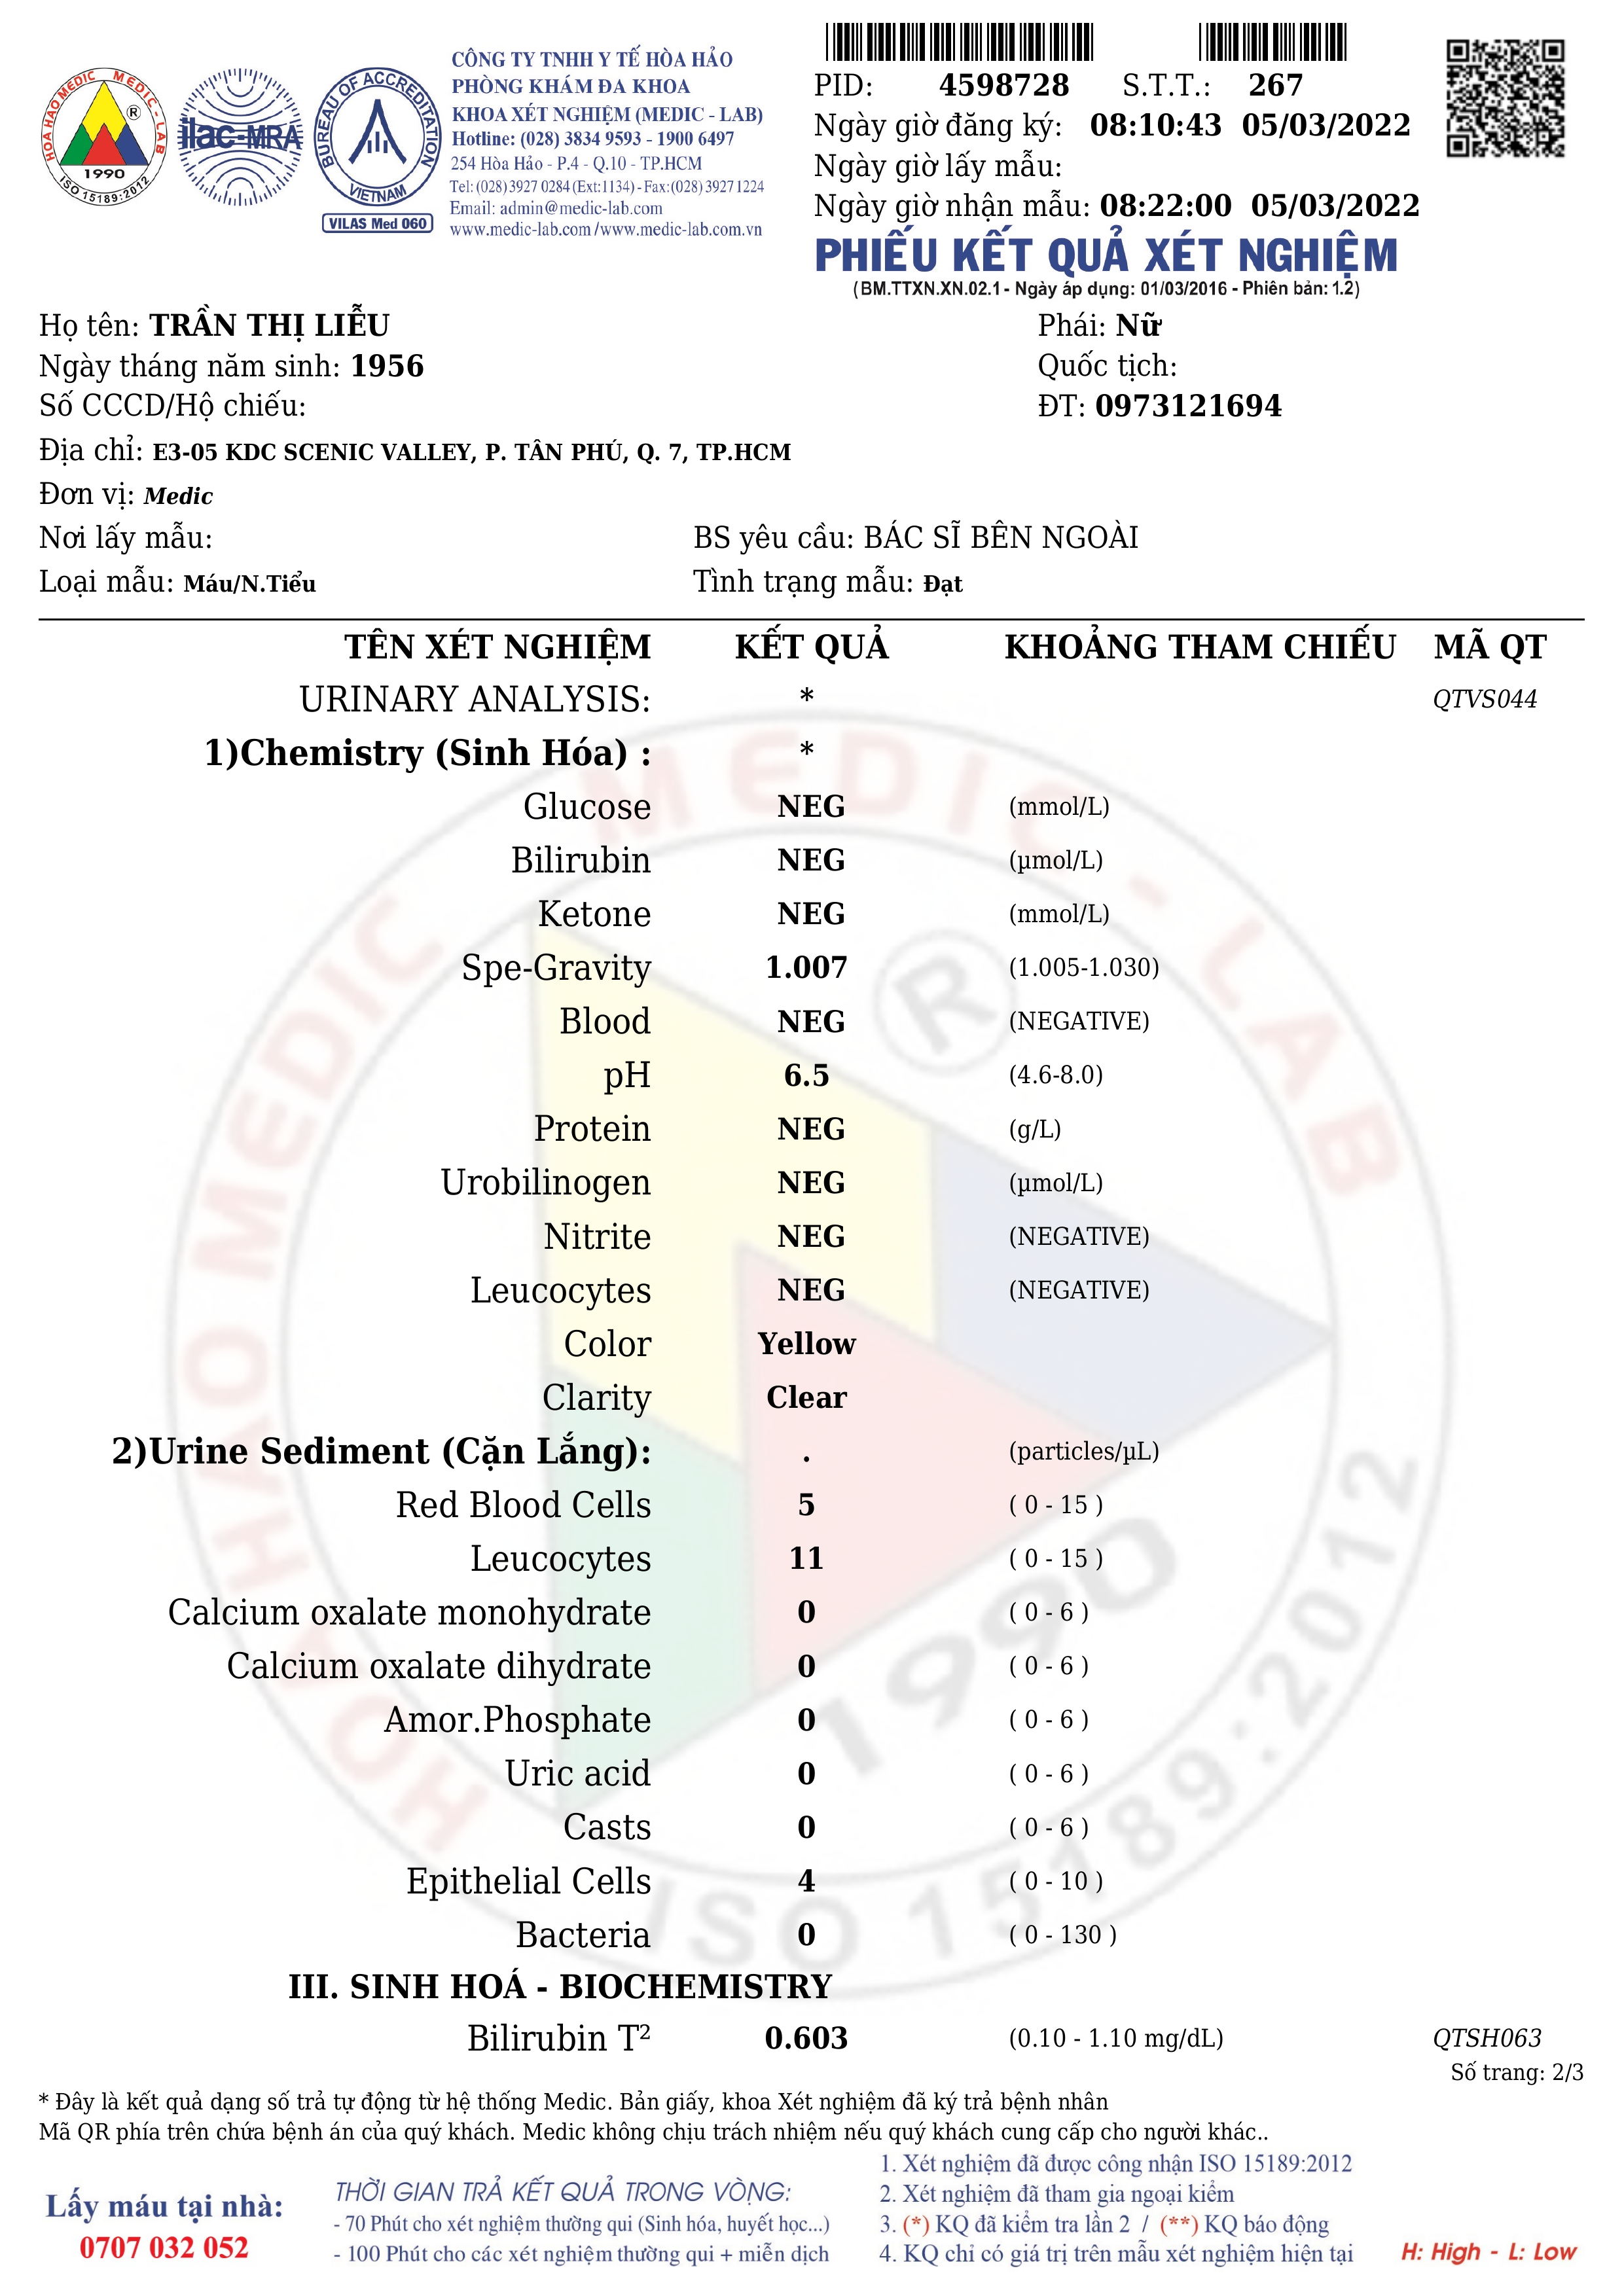 HOA HAO MEDIC MEDIC - LAB
®
1990
ISO 15189:2012
ilac-MRA
BUREAU OF ACCREDITATION
VIETNAM
VILAS Med 060
CÔNG TY TNHH Y TẾ HÒA HẢO
PHÒNG KHÁM ĐA KHOA
KHOA XÉT NGHIỆM (MEDIC - LAB)
Hotline: (028) 3834 9593 - 1900 6497
254 Hòa Hảo - P.4 - Q.10 - TP.HCM
Tel: (028) 3927 0284 (Ext: 1134) - Fax: (028) 3927 1224
Email: admin@medic-lab.com
www.medic-lab.com /www.medic-lab.com.vn
PID: 4598728 S.T.T.: 267
Ngày giờ đăng ký: 08:10:43 05/03/2022
Ngày giờ lấy mẫu:
Ngày giờ nhận mẫu: 08:22:00 05/03/2022
PHIẾU KẾT QUẢ XÉT NGHIỆM
(BM.TTXN.XN.02.1 - Ngày áp dụng: 01/03/2016 - Phiên bản: 1.2)
Họ tên: TRẦN THỊ LIỄU Phái: Nữ
Ngày tháng năm sinh: 1956 Quốc tịch:
Số CCCD/Hộ chiếu: ĐT: 0973121694
Địa chỉ: E3-05 KDC SCENIC VALLEY, P. TÂN PHÚ, Q. 7, TP.HCM
Đơn vị: Medic
Nơi lấy mẫu: BS yêu cầu: BÁC SĨ BÊN NGOÀI
Loại mẫu: Máu/N.Tiểu Tình trạng mẫu: Đạt
TÊN XÉT NGHIỆM KẾT QUẢ KHOẢNG THAM CHIẾU MÃ QT
URINARY ANALYSIS: * QTVS044
1)Chemistry (Sinh Hóa) : *
Glucose NEG (mmol/L)
Bilirubin NEG (µmol/L)
Ketone NEG (mmol/L)
Spe-Gravity 1.007 (1.005-1.030)
Blood NEG (NEGATIVE)
pH 6.5 (4.6-8.0)
Protein NEG (g/L)
Urobilinogen NEG (µmol/L)
Nitrite NEG (NEGATIVE)
Leucocytes NEG (NEGATIVE)
Color Yellow
Clarity Clear
2)Urine Sediment (Cặn Lắng): . (particles/µL)
Red Blood Cells 5 ( 0 - 15 )
Leucocytes 11 ( 0 - 15 )
Calcium oxalate monohydrate 0 ( 0 - 6 )
Calcium oxalate dihydrate 0 ( 0 - 6 )
Amor.Phosphate 0 ( 0 - 6 )
Uric acid 0 ( 0 - 6 )
Casts 0 ( 0 - 6 )
Epithelial Cells 4 ( 0 - 10 )
Bacteria 0 ( 0 - 130 )
III. SINH HOÁ - BIOCHEMISTRY
Bilirubin T² 0.603 (0.10 - 1.10 mg/dL) QTSH063
HOA HAO MEDIC MEDIC - LAB
®
1990
ISO 15189:2012
Số trang: 2/3
* Đây là kết quả dạng số trả tự động từ hệ thống Medic. Bản giấy, khoa Xét nghiệm đã ký trả bệnh nhân
Mã QR phía trên chứa bệnh án của quý khách. Medic không chịu trách nhiệm nếu quý khách cung cấp cho người khác..
Lấy máu tại nhà:
0707 032 052
THỜI GIAN TRẢ KẾT QUẢ TRONG VÒNG:
- 70 Phút cho xét nghiệm thường qui (Sinh hóa, huyết học...)
- 100 Phút cho các xét nghiệm thường qui + miễn dịch
1. Xét nghiệm đã được công nhận ISO 15189:2012
2. Xét nghiệm đã tham gia ngoại kiểm
3. (*) KQ đã kiểm tra lần 2 / (**) KQ báo động
4. KQ chỉ có giá trị trên mẫu xét nghiệm hiện tại
H: High - L: Low